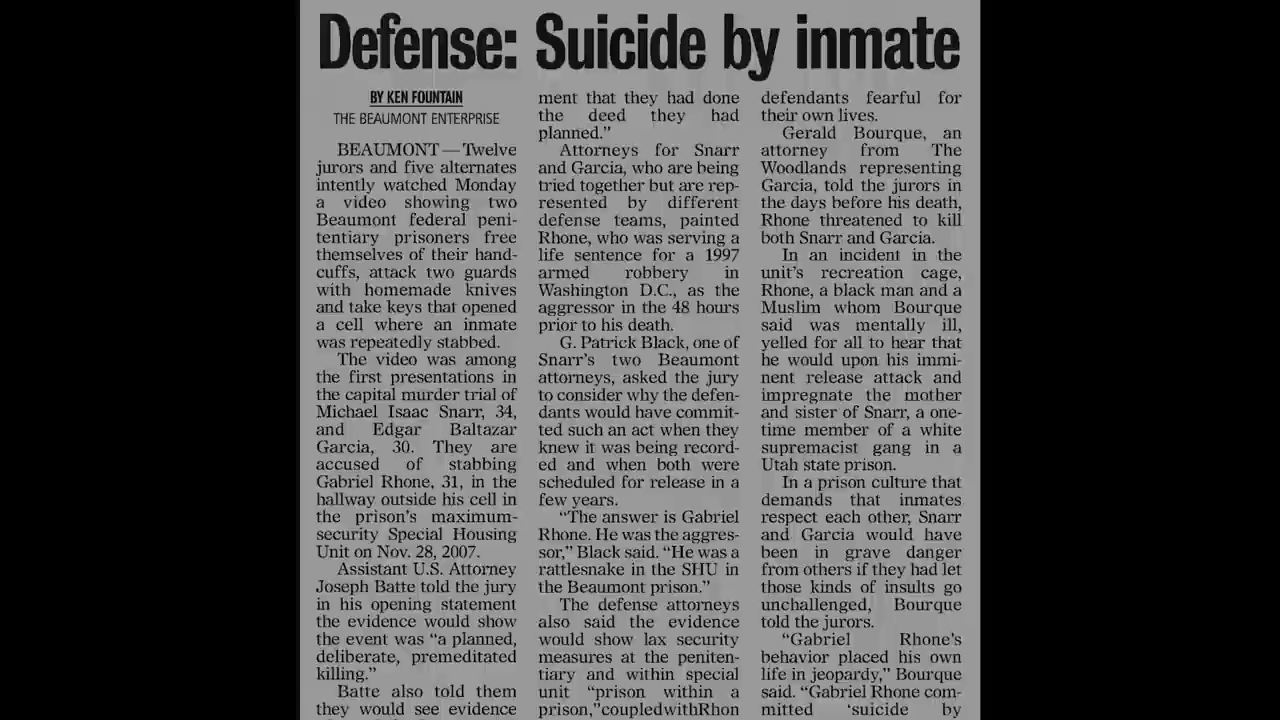 Defense: Suicide by inmate
BY KEN FOUNTAIN
THE BEAUMONT ENTERPRISE
BEAUMONT — Twelve
jurors and five alternates
intently watched Monday
a video showing two
Beaumont federal peni-
tentiary prisoners free
themselves of their hand-
cuffs, attack two guards
with homemade knives
and take keys that opened
a cell where an inmate
was repeatedly stabbed.
The video was among
the first presentations in
the capital murder trial of
Michael Isaac Snarr, 34,
and Edgar Baltazar
Garcia, 30. They are
accused of stabbing
Gabriel Rhone, 31, in the
hallway outside his cell in
the prison's maximum-
security Special Housing
Unit on Nov. 28, 2007.
Assistant U.S. Attorney
Joseph Batte told the jury
in his opening statement
the evidence would show
the event was “a planned,
deliberate, premeditated
killing.”
Batte also told them
they would see evidence
ment that they had done
the deed they had
planned.”
Attorneys for Snarr
and Garcia, who are being
tried together but are rep-
resented by different
defense teams, painted
Rhone, who was serving a
life sentence for a 1997
armed robbery in
Washington D.C., as the
aggressor in the 48 hours
prior to his death.
G. Patrick Black, one of
Snarr's two Beaumont
attorneys, asked the jury
to consider why the defen-
dants would have commit-
ted such an act when they
knew it was being record-
ed and when both were
scheduled for release in a
few years.
“The answer is Gabriel
Rhone. He was the aggres-
sor,” Black said. “He was a
rattlesnake in the SHU in
the Beaumont prison.”
The defense attorneys
also said the evidence
would show lax security
measures at the peniten-
tiary and within special
unit “prison within a
prison,”coupledwithRhon
defendants fearful for
their own lives.
Gerald Bourque, an
attorney from The
Woodlands representing
Garcia, told the jurors in
the days before his death,
Rhone threatened to kill
both Snarr and Garcia.
In an incident in the
unit's recreation cage,
Rhone, a black man and a
Muslim whom Bourque
said was mentally ill,
yelled for all to hear that
he would upon his immi-
nent release attack and
impregnate the mother
and sister of Snarr, a one-
time member of a white
supremacist gang in a
Utah state prison.
In a prison culture that
demands that inmates
respect each other, Snarr
and Garcia would have
been in grave danger
from others if they had let
those kinds of insults go
unchallenged, Bourque
told the jurors.
“Gabriel Rhone's
behavior placed his own
life in jeopardy,” Bourque
said. “Gabriel Rhone com-
mitted ‘suicide by